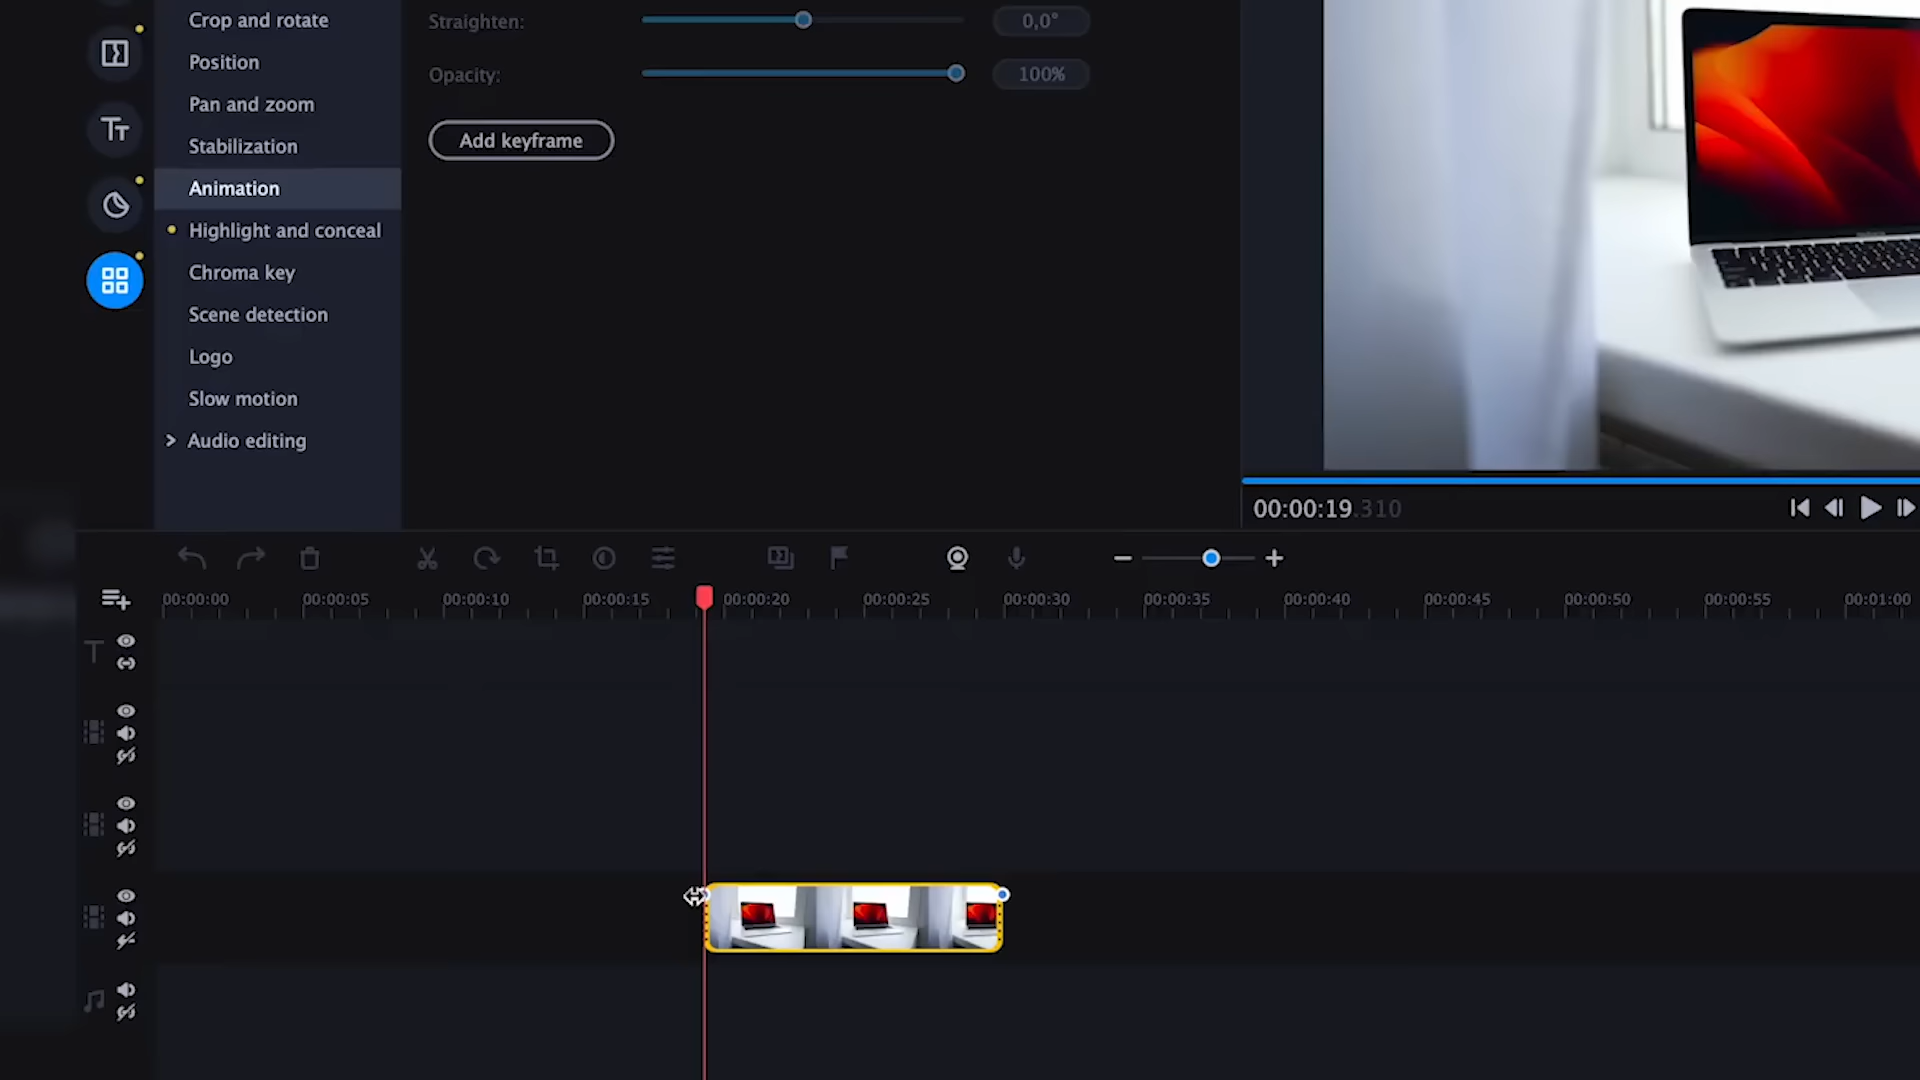 Crop and rotate
Position
Pan and zoom
Stabilization
Animation
Highlight and conceal
Chroma key
Scene detection
Logo
Slow motion
Audio editing
Straighten: 0,0°
Opacity: 100%
Add keyframe
00:00:19.310
00:00:00 00:00:05 00:00:10 00:00:15 00:00:20 00:00:25 00:00:30 00:00:35 00:00:40 00:00:45 00:00:50 00:00:55 00:01:00